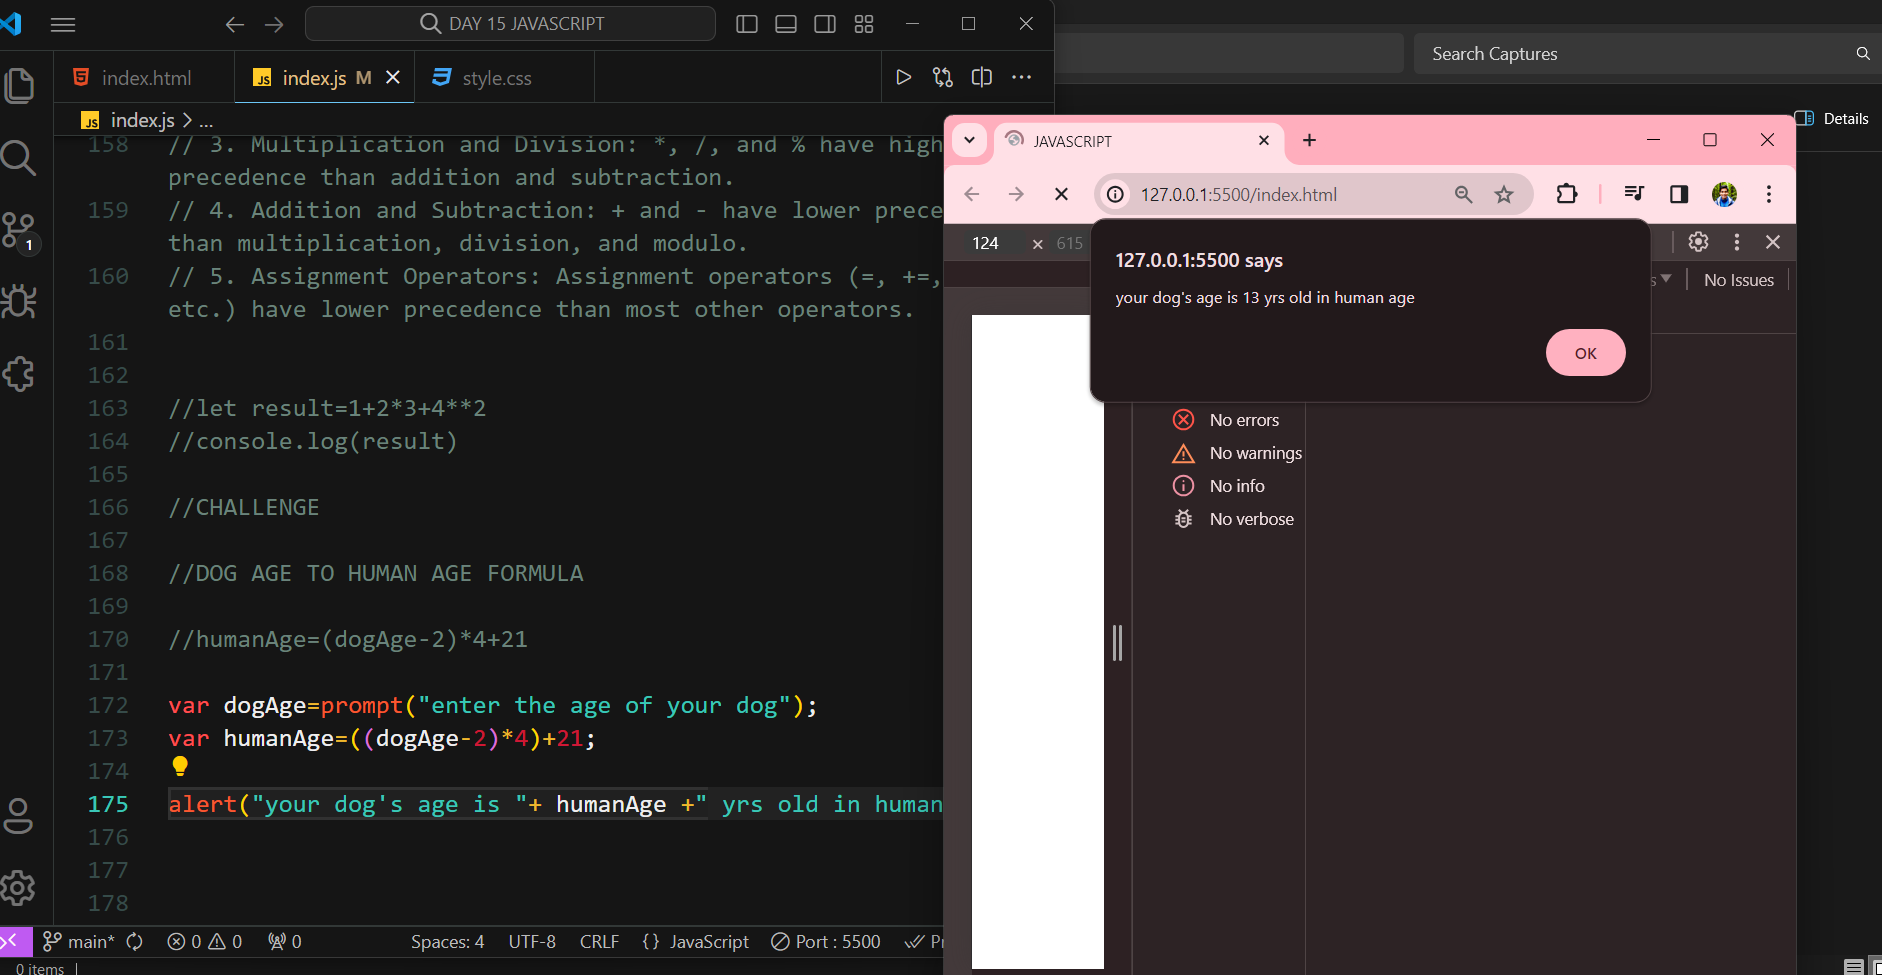 DAY 15 JAVASCRIPT
index.html
index.js M
style.css
index.js > ...
158 // 3. Multiplication and Division: *, /, and % have high
precedence than addition and subtraction.
159 // 4. Addition and Subtraction: + and - have lower prece
than multiplication, division, and modulo.
160 // 5. Assignment Operators: Assignment operators (=, +=,
etc.) have lower precedence than most other operators.
161
162
163 //let result=1+2*3+4**2
164 //console.log(result)
165
166 //CHALLENGE
167
168 //DOG AGE TO HUMAN AGE FORMULA
169
170 //humanAge=(dogAge-2)*4+21
171
172 var dogAge=prompt("enter the age of your dog");
173 var humanAge=((dogAge-2)*4)+21;
174
175 alert("your dog's age is "+ humanAge +" yrs old in human
176
177
178
1
main* 0 0 0 Spaces: 4 UTF-8 CRLF {} JavaScript Port : 5500
0 items
Search Captures
Details
JAVASCRIPT
127.0.0.1:5500/index.html
124 × 615
127.0.0.1:5500 says
your dog's age is 13 yrs old in human age
OK
No Issues
No errors
No warnings
No info
No verbose